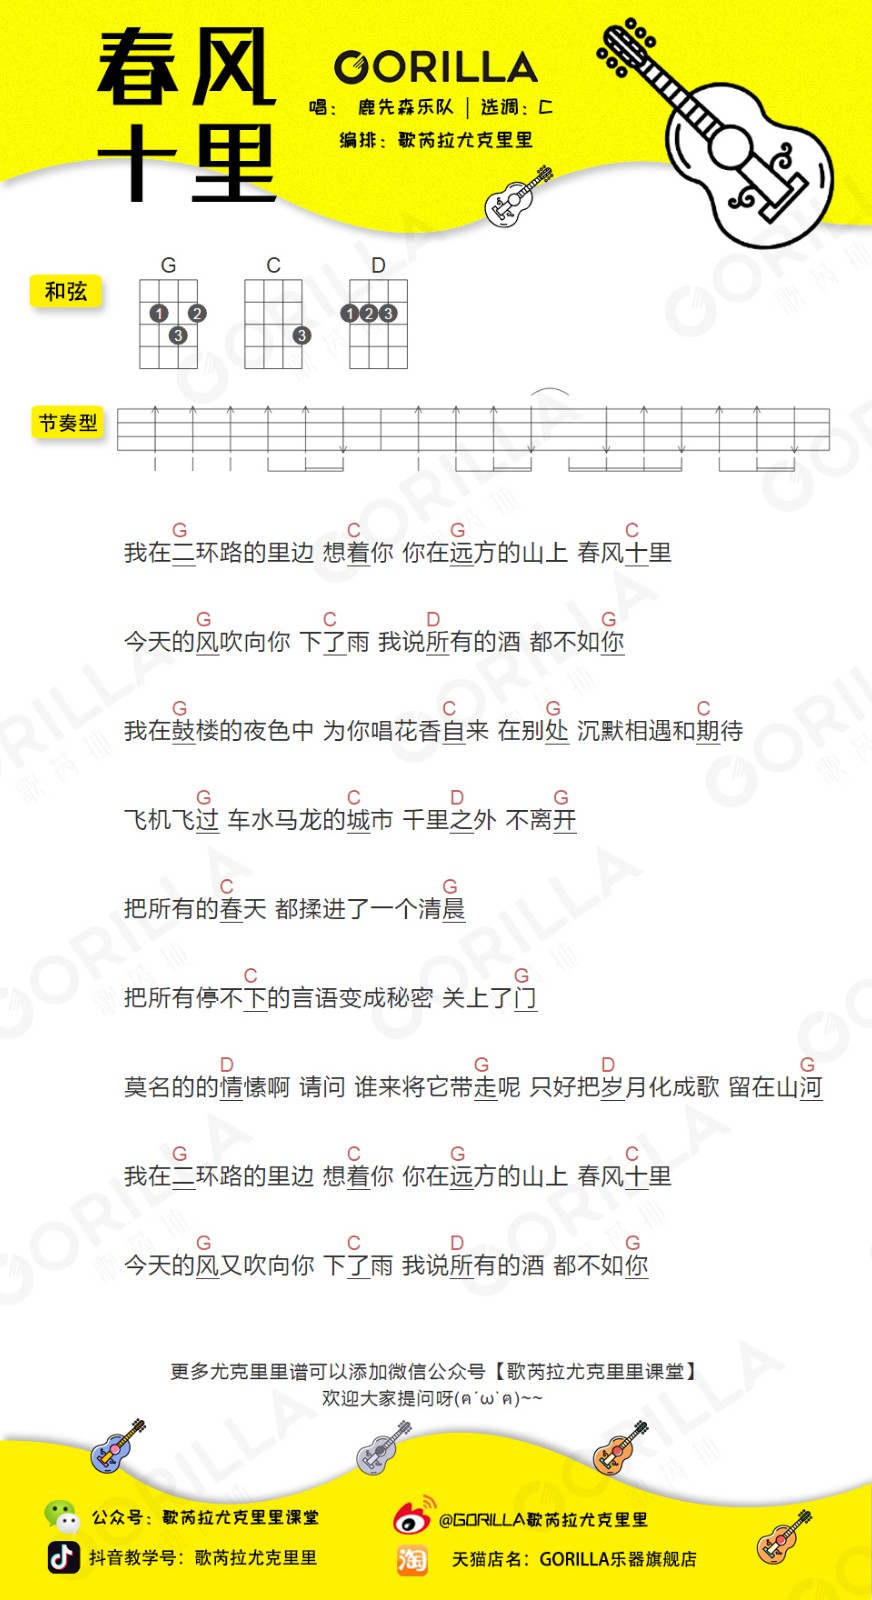 春风
十里
GORILLA
唱： 鹿先森乐队 | 选调：C
编排：歌芮拉尤克里里
和弦
G C D
1 2 3
3
1 2 3
节奏型
G C G C
我在二环路的里边 想着你 你在远方的山上 春风十里
G C D G
今天的风吹向你 下了雨 我说所有的酒 都不如你
G C G C
我在鼓楼的夜色中 为你唱花香自来 在别处 沉默相遇和期待
G C D G
飞机飞过 车水马龙的城市 千里之外 不离开
C G
把所有的春天 都揉进了一个清晨
C G
把所有停不下的言语变成秘密 关上了门
D G D G
莫名的的情愫啊 请问 谁来将它带走呢 只好把岁月化成歌 留在山河
G C G C
我在二环路的里边 想着你 你在远方的山上 春风十里
G C D G
今天的风又吹向你 下了雨 我说所有的酒 都不如你
更多尤克里里谱可以添加微信公众号【歌芮拉尤克里里课堂】
欢迎大家提问呀(ฅ´ω`ฅ)~~
公众号：歌芮拉尤克里里课堂
@GORILLA歌芮拉尤克里里
抖音教学号：歌芮拉尤克里里
淘
天猫店名：GORILLA乐器旗舰店